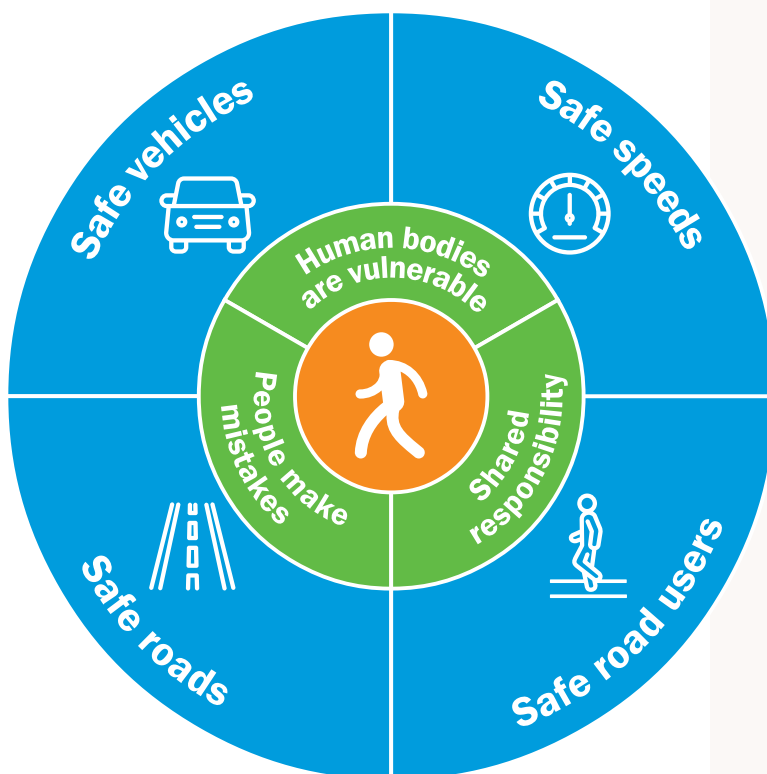 Safe vehicles
Safe speeds
Human bodies
are vulnerable
People make
mistakes
Shared
responsibility
Safe roads
Safe road users